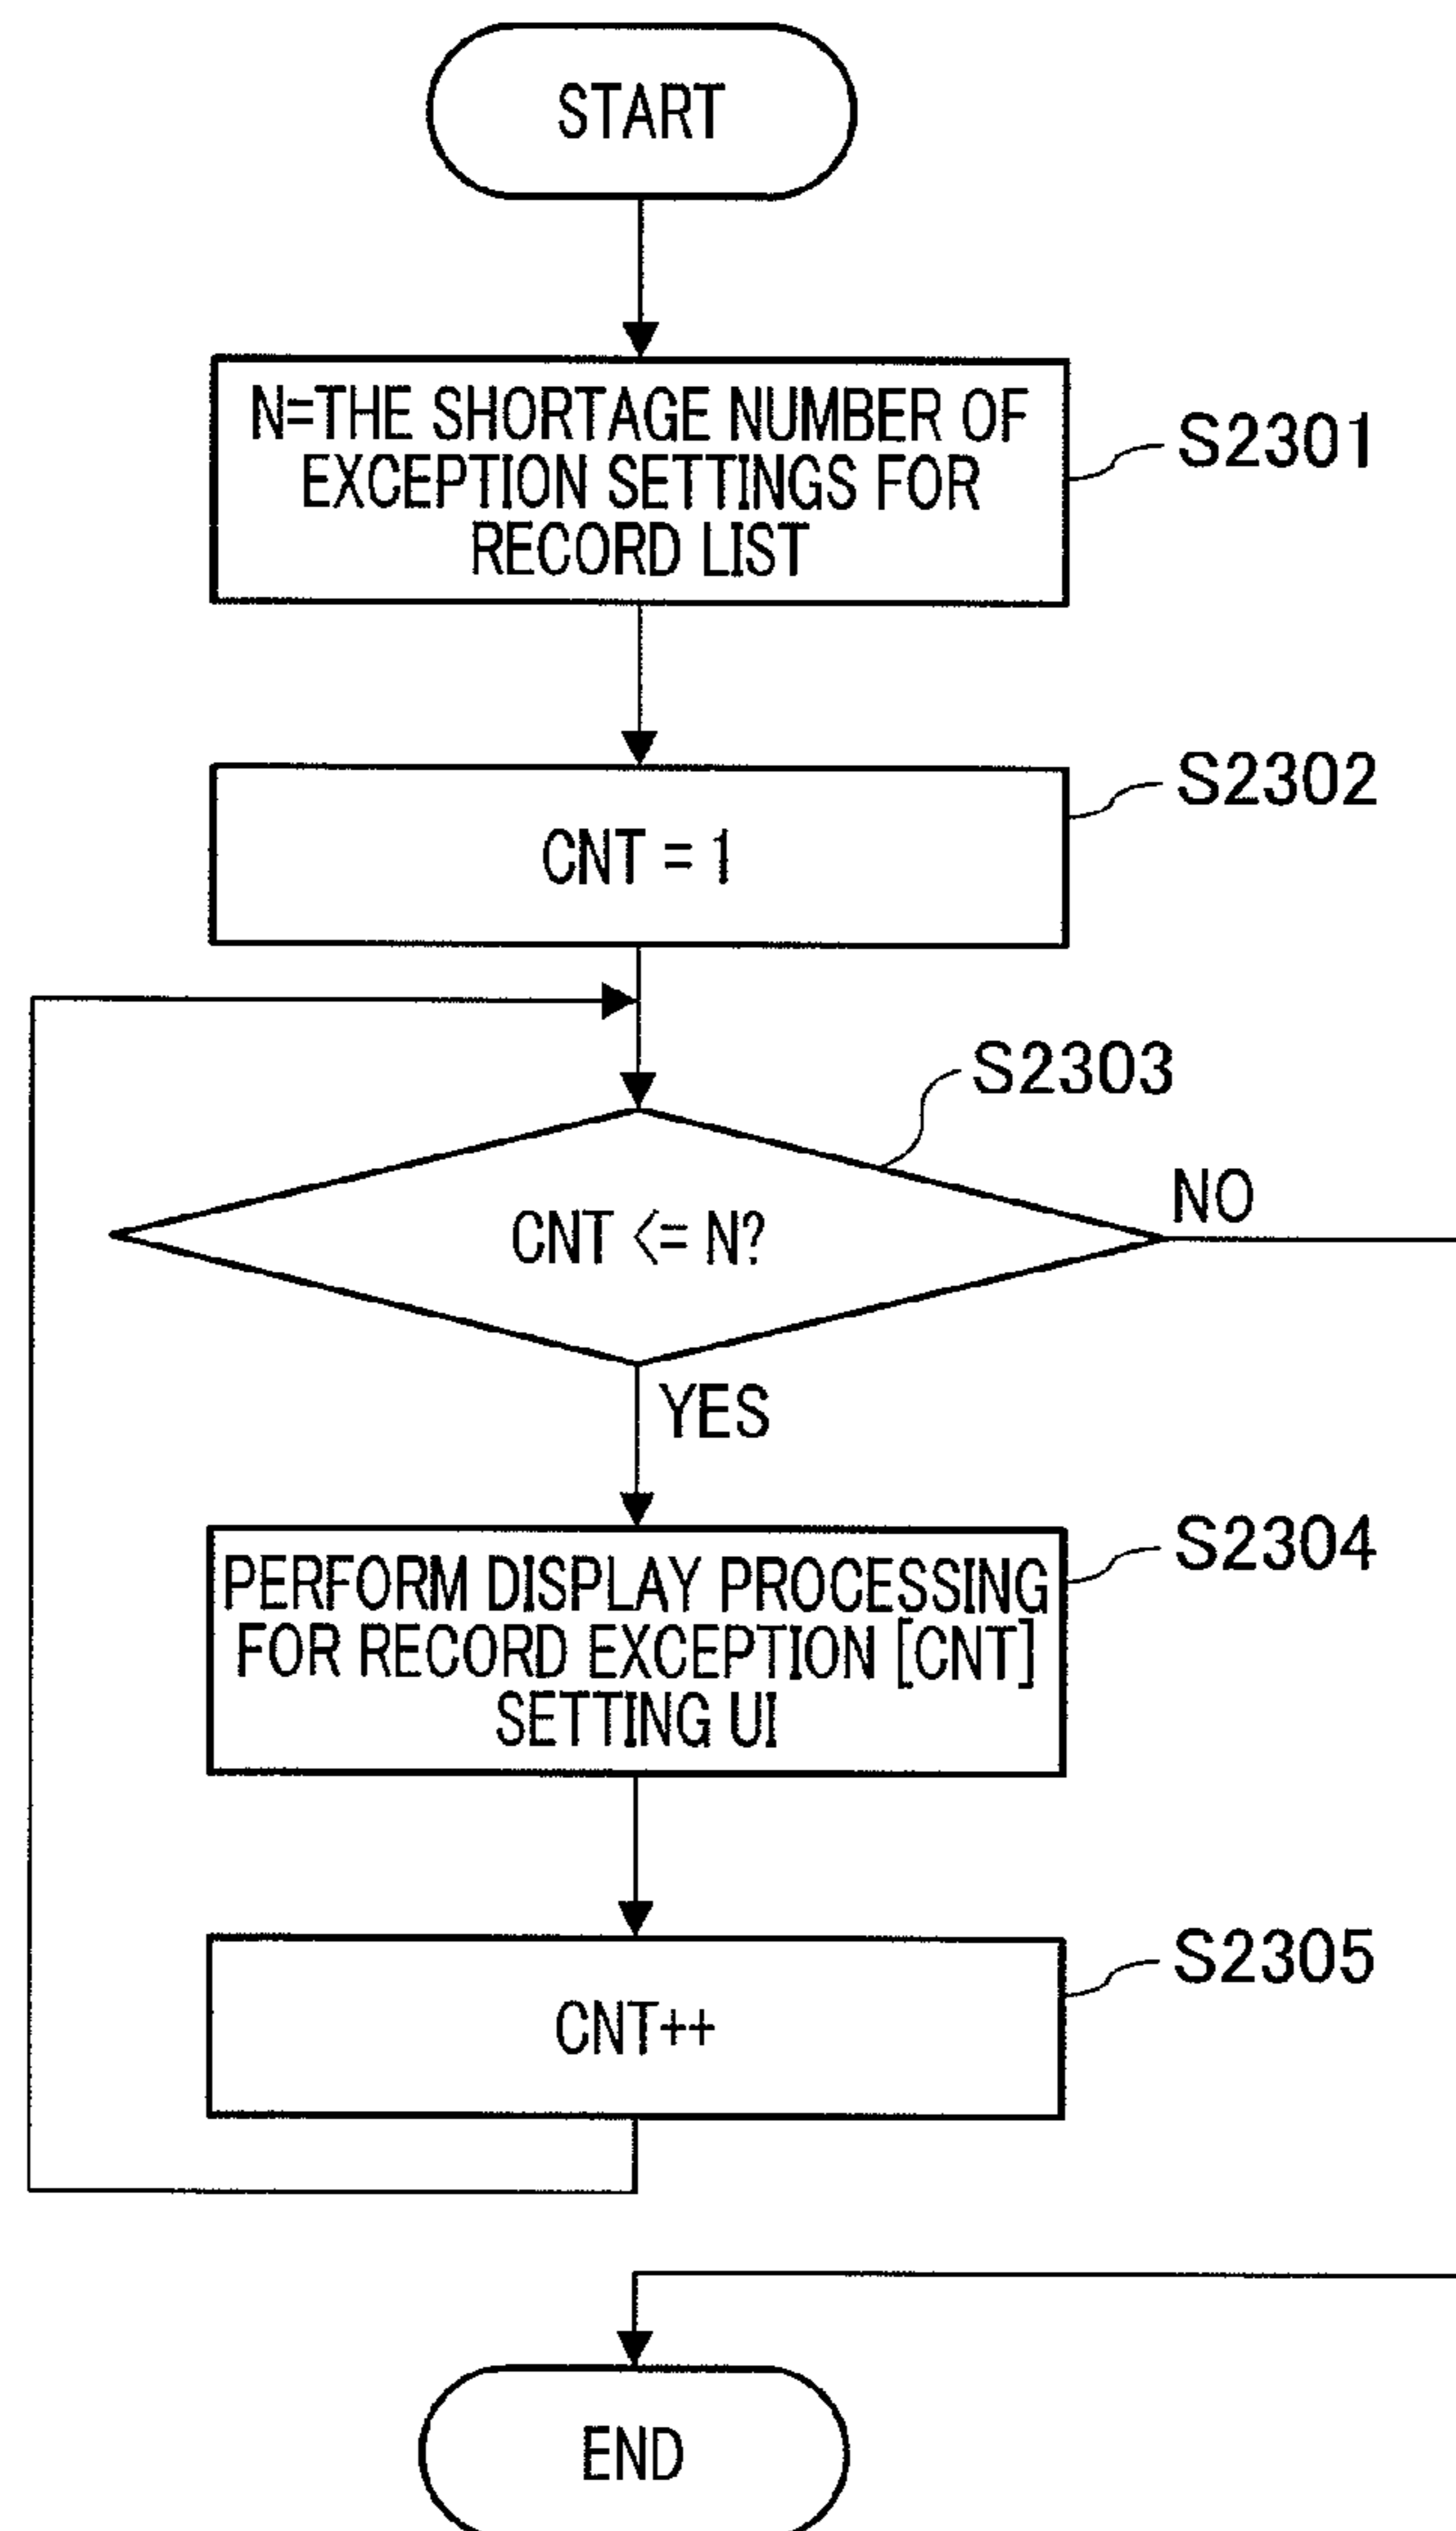 START
N=THE SHORTAGE NUMBER OF
EXCEPTION SETTINGS FOR
RECORD LIST
S2301
CNT = 1
S2302
S2303
CNT <= N?
NO
YES
PERFORM DISPLAY PROCESSING
FOR RECORD EXCEPTION [CNT]
SETTING UI
S2304
CNT++
S2305
END